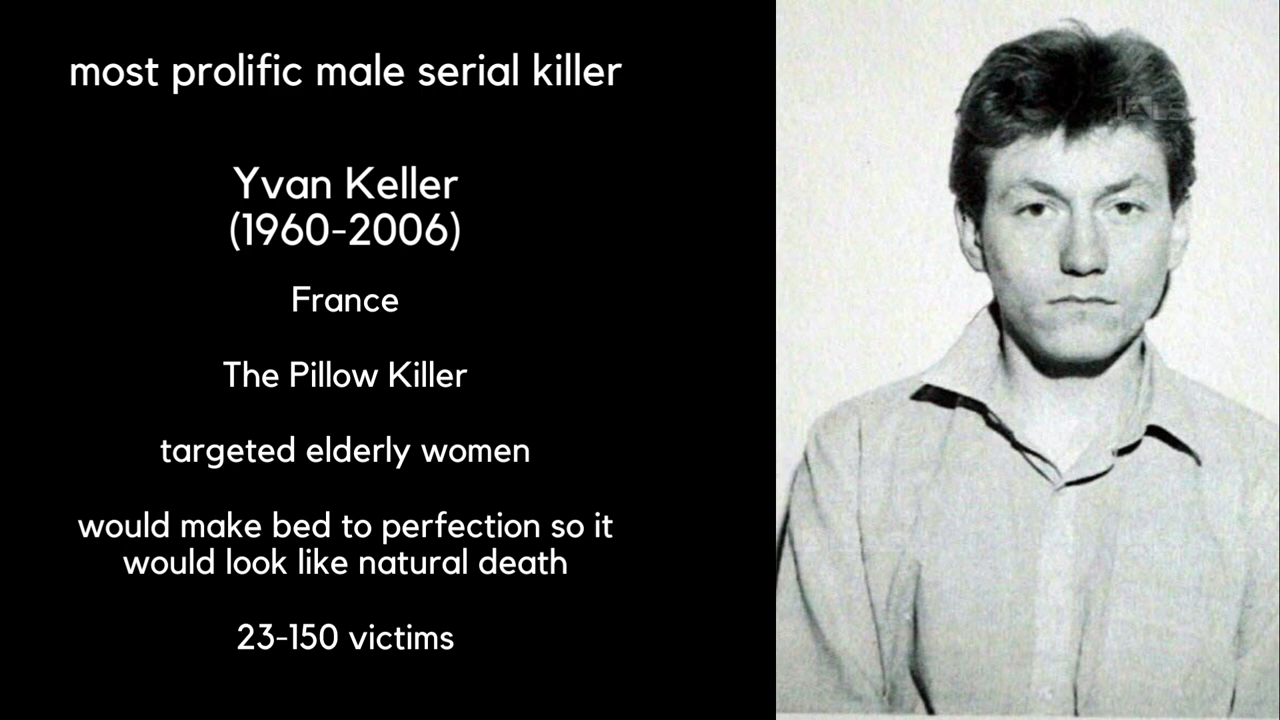 most prolific male serial killer
Yvan Keller
(1960-2006)
France
The Pillow Killer
targeted elderly women
would make bed to perfection so it
would look like natural death
23-150 victims